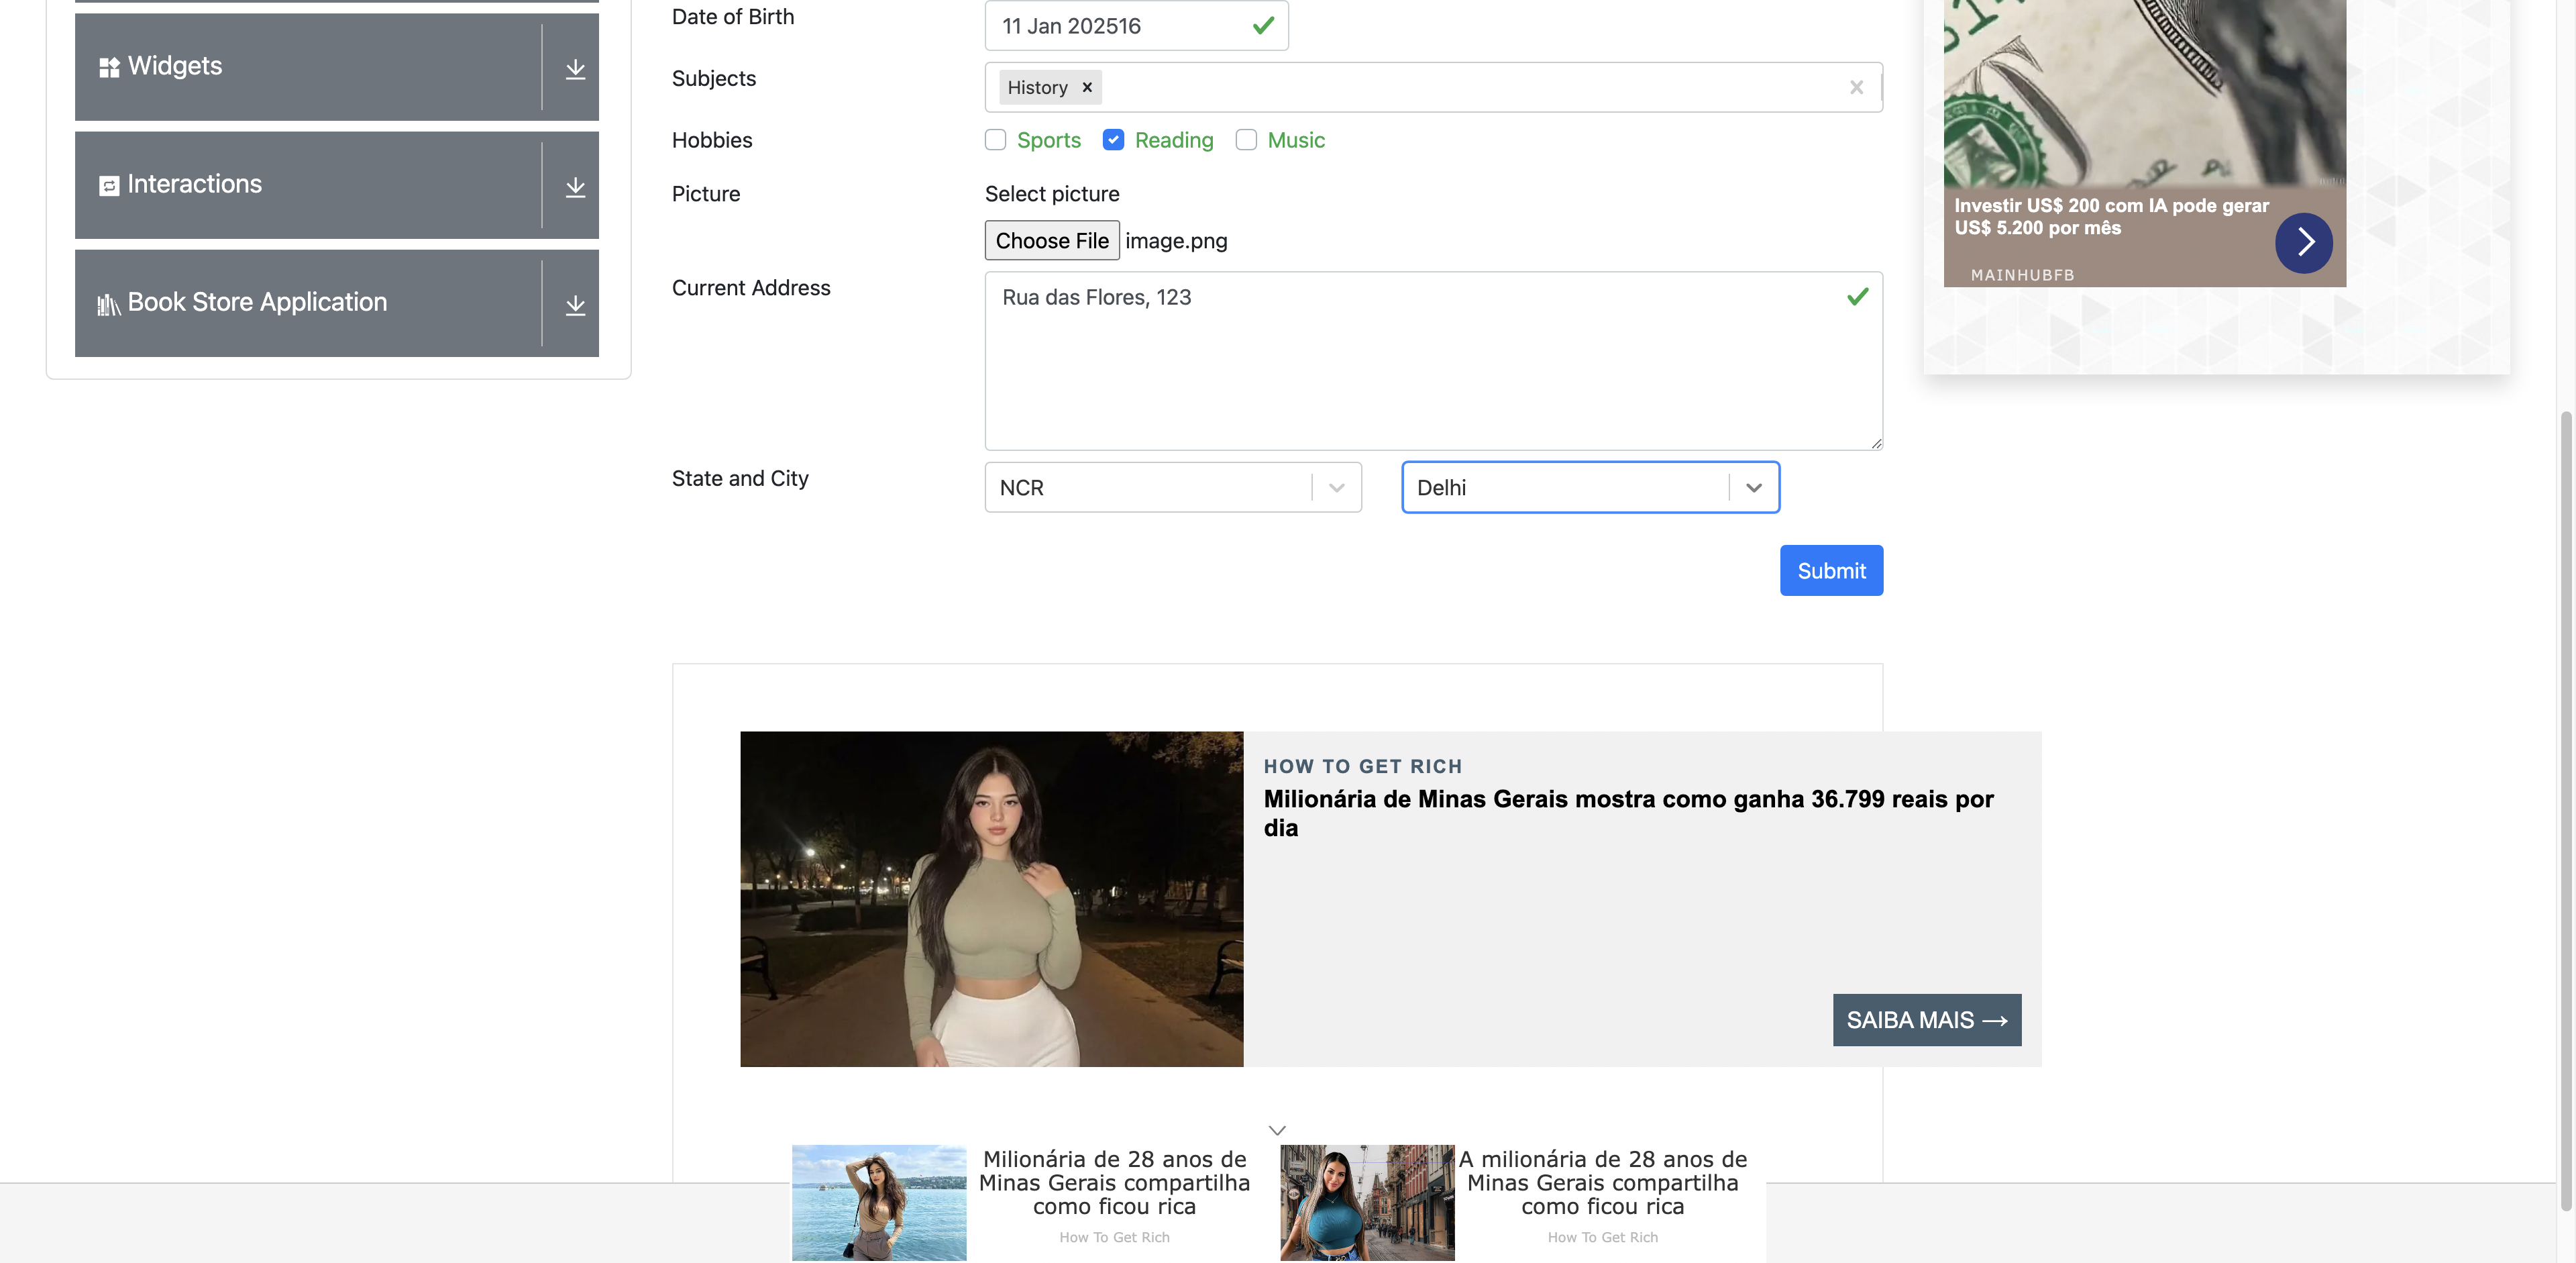 Widgets
Interactions
Book Store Application
Date of Birth
11 Jan 202516
Subjects
History
Hobbies
Sports
Reading
Music
Picture
Select picture
Choose File
image.png
Current Address
Rua das Flores, 123
State and City
NCR
Delhi
Submit
Investir US$ 200 com IA pode gerar
US$ 5.200 por mês
MAINHUBFB
HOW TO GET RICH
Milionária de Minas Gerais mostra como ganha 36.799 reais por
dia
SAIBA MAIS →
Milionária de 28 anos de
Minas Gerais compartilha
como ficou rica
How To Get Rich
A milionária de 28 anos de
Minas Gerais compartilha
como ficou rica
How To Get Rich